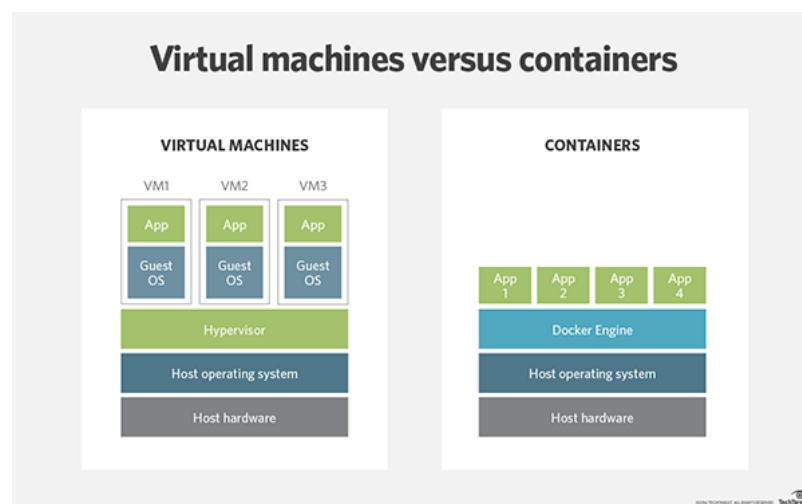 Virtual machines versus containers
VIRTUAL MACHINES
VM1 VM2 VM3
App App App
Guest Guest Guest
OS OS OS
Hypervisor
Host operating system
Host hardware
CONTAINERS
App App App App
1 2 3 4
Docker Engine
Host operating system
Host hardware